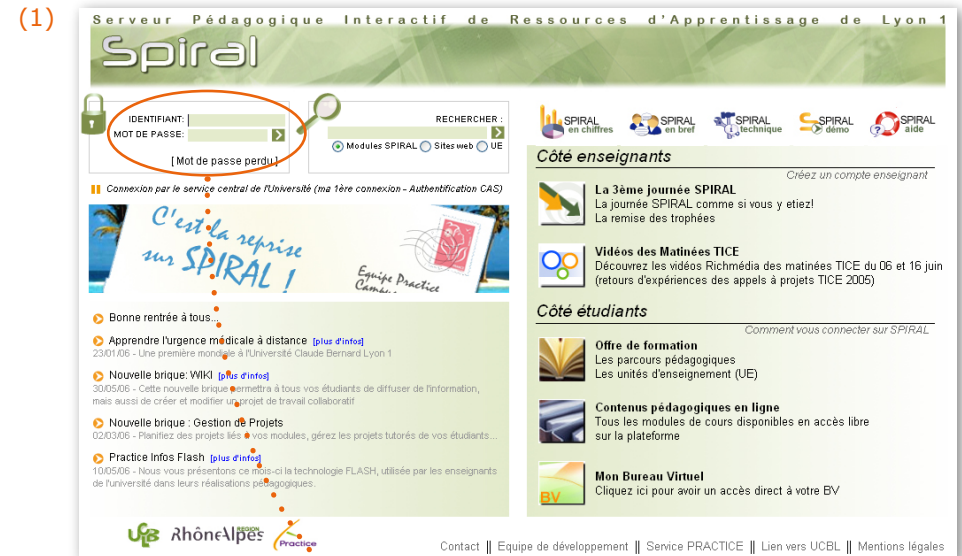 (1)
Serveur Pédagogique Interactif de Ressources d'Apprentissage de Lyon 1
Spiral
IDENTIFIANT:
MOT DE PASSE:
[ Mot de passe perdu ]
RECHERCHER :
Modules SPIRAL Sites web UE
Connexion par le service central de l'Université (ma 1ère connexion - Authentification CAS)
C'est la reprise
sur SPIRAL !
Equipe Practice
Bonne rentrée à tous...
Apprendre l'urgence médicale à distance [plus d'infos]
23/01/06 - Une première mondiale à l'Université Claude Bernard Lyon 1
Nouvelle brique: WIKI [plus d'infos]
30/05/06 - Cette nouvelle brique permettra à tous vos étudiants de diffuser de l'information,
mais aussi de créer et modifier un projet de travail collaboratif
Nouvelle brique : Gestion de Projets
02/03/06 - Planifiez des projets liés à vos modules, gérez les projets tutorés de vos étudiants...
Practice Infos Flash [plus d'infos]
10/05/06 - Nous vous présentons ce mois-ci la technologie FLASH, utilisée par les enseignants
de l'université dans leurs réalisations pédagogiques.
SPIRAL en chiffres
SPIRAL en bref
SPIRAL technique
SPIRAL démo
SPIRAL aide
Côté enseignants
Créez un compte enseignant
La 3ème journée SPIRAL
La journée SPIRAL comme si vous y etiez!
La remise des trophées
Vidéos des Matinées TICE
Découvrez les vidéos Richmédia des matinées TICE du 06 et 16 juin
(retours d'expériences des appels à projets TICE 2005)
Côté étudiants
Comment vous connecter sur SPIRAL
Offre de formation
Les parcours pédagogiques
Les unités d'enseignement (UE)
Contenus pédagogiques en ligne
Tous les modules de cours disponibles en accès libre
sur la plateforme
BV
Mon Bureau Virtuel
Cliquez ici pour avoir un accès direct à votre BV
UCB RhôneAlpes REGION Practice
Contact || Equipe de développement || Service PRACTICE || Lien vers UCBL || Mentions légales